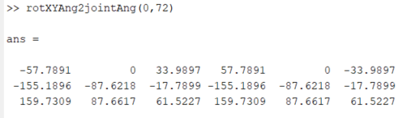 >> rotXYAng2jointAng(0,72)
ans =
-57.7891 0 33.9897 57.7891 0 -33.9897
-155.1896 -87.6218 -17.7899 -155.1896 -87.6218 -17.7899
159.7309 87.6617 61.5227 159.7309 87.6617 61.5227